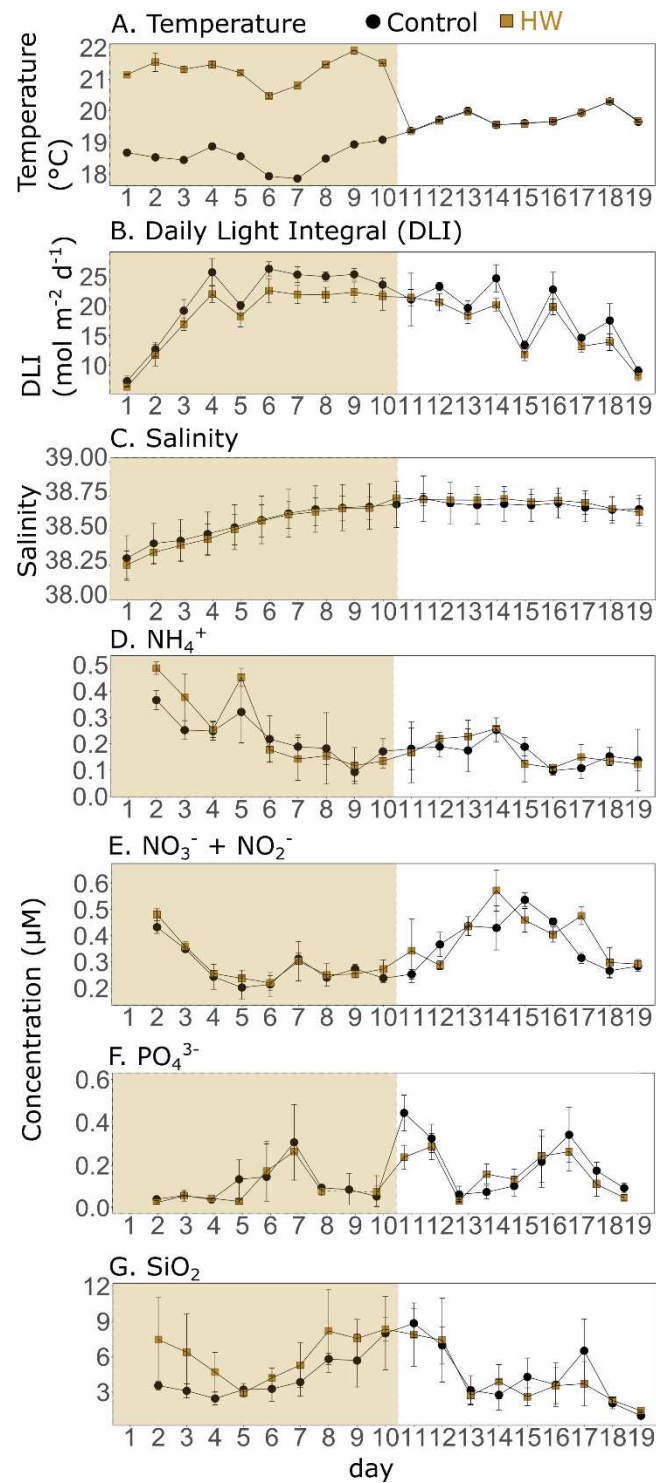 A. Temperature ● Control ■ HW
Temperature
(°C)
22
21
20
19
18
1 2 3 4 5 6 7 8 9 10 11 12 13 14 15 16 17 18 19
B. Daily Light Integral (DLI)
DLI
(mol m⁻² d⁻¹)
25
20
15
10
1 2 3 4 5 6 7 8 9 10 11 12 13 14 15 16 17 18 19
C. Salinity
Salinity
39.00
38.75
38.50
38.25
38.00
1 2 3 4 5 6 7 8 9 10 11 12 13 14 15 16 17 18 19
D. NH₄⁺
0.5
0.4
0.3
0.2
0.1
0.0
1 2 3 4 5 6 7 8 9 10 11 12 13 14 15 16 17 18 19
E. NO₃⁻ + NO₂⁻
Concentration (µM)
0.6
0.5
0.4
0.3
0.2
1 2 3 4 5 6 7 8 9 10 11 12 13 14 15 16 17 18 19
F. PO₄³⁻
0.6
0.4
0.2
0.0
1 2 3 4 5 6 7 8 9 10 11 12 13 14 15 16 17 18 19
G. SiO₂
12
9
6
3
1 2 3 4 5 6 7 8 9 10 11 12 13 14 15 16 17 18 19
day